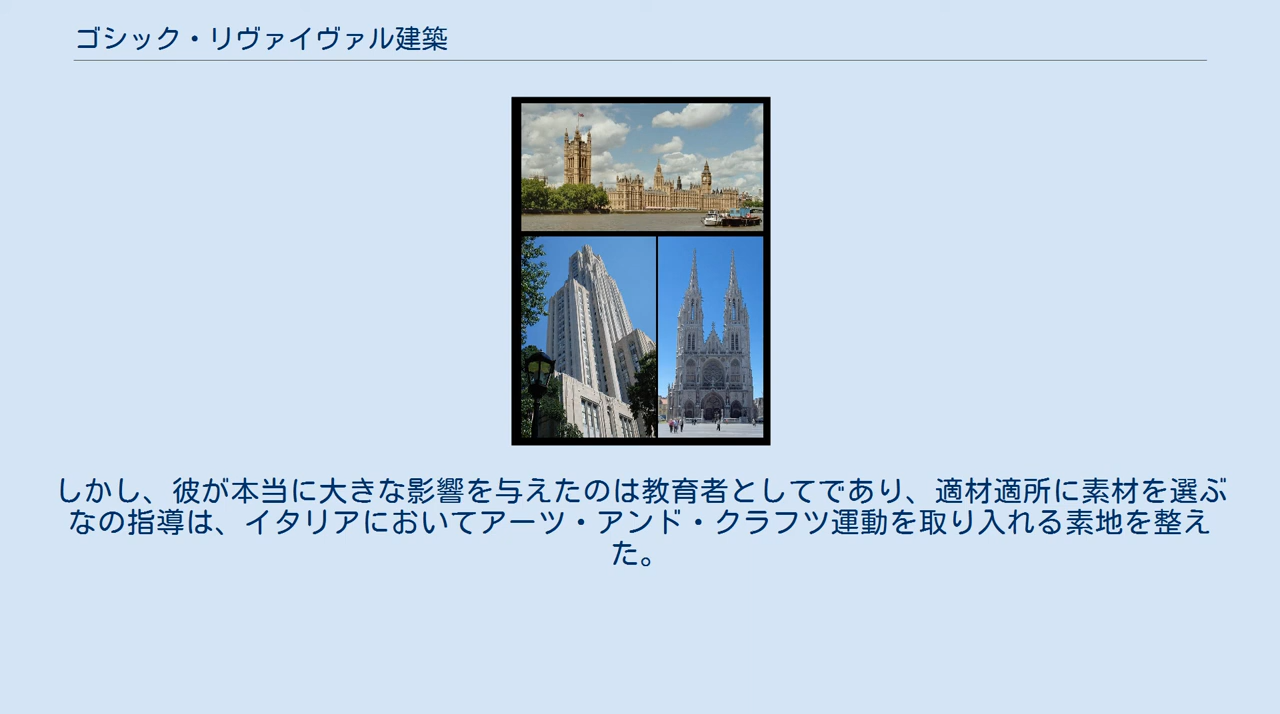 ゴシック・リヴァイヴァル建築
しかし、彼が本当に大きな影響を与えたのは教育者としてであり、適材適所に素材を選ぶ
なの指導は、イタリアにおいてアーツ・アンド・クラフツ運動を取り入れる素地を整え
た。